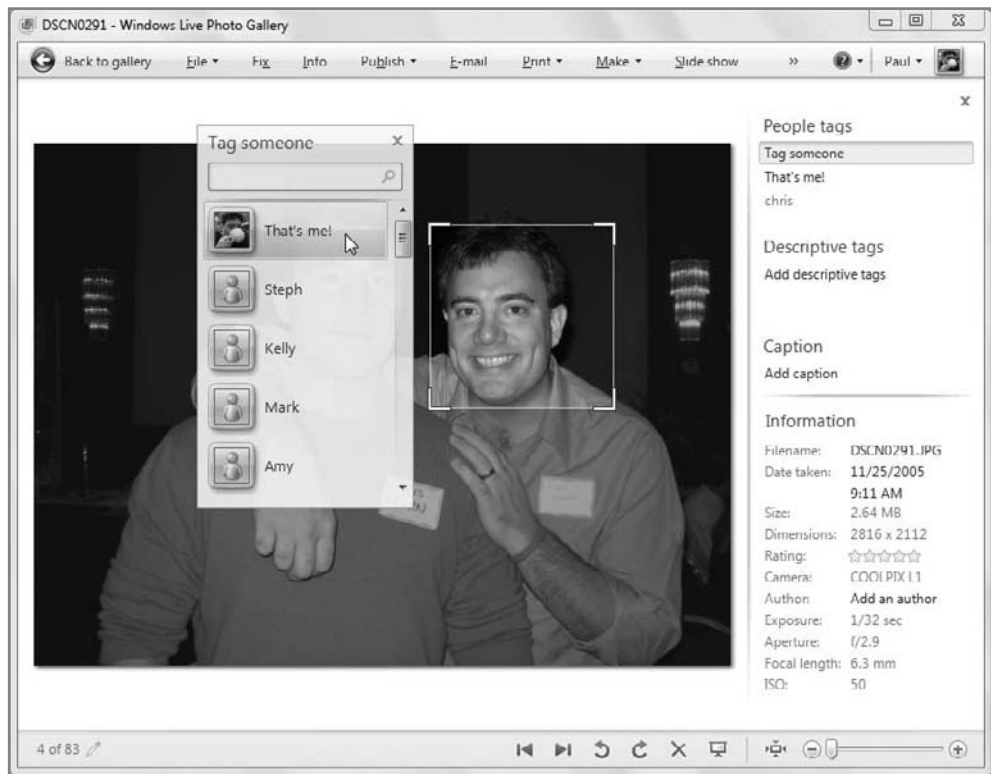 DSCN0291 - Windows Live Photo Gallery
Back to gallery File Fix Info Publish E-mail Print Make Slide show » Paul
Tag someone
That's me!
Steph
Kelly
Mark
Amy
People tags
Tag someone
That's me!
chris
Descriptive tags
Add descriptive tags
Caption
Add caption
Information
Filename: DSCN0291.JPG
Date taken: 11/25/2005
9:11 AM
Size: 2.64 MB
Dimensions: 2816 x 2112
Rating:
Camera: COOLPIX L1
Author: Add an author
Exposure: 1/32 sec
Aperture: f/2.9
Focal length: 6.3 mm
ISO: 50
4 of 83